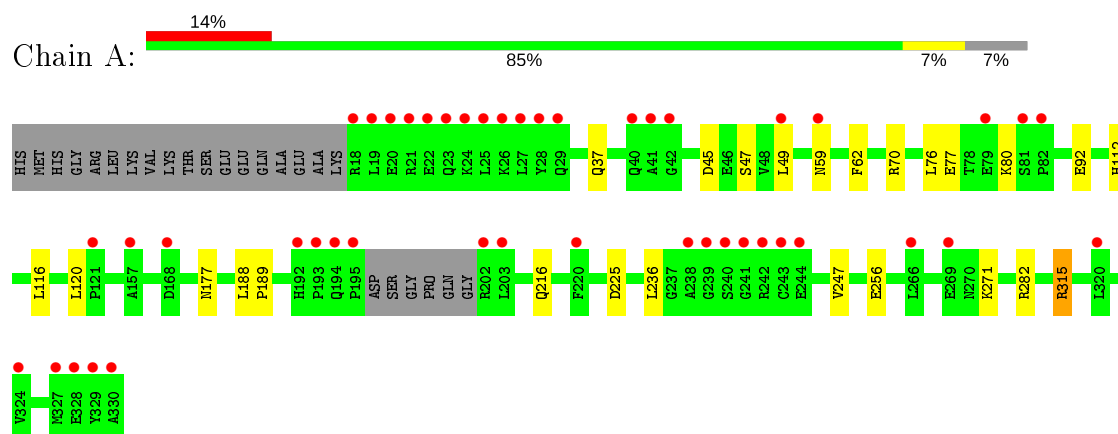 14%
Chain A:
85% 7% 7%
HIS MET HIS GLY ARG LEU LYS VAL LYS THR SER GLU GLU GLN ALA GLU ALA LYS R18 L19 E20 R21 E22 Q23 K24 L25 K26 L27 Y28 Q29 Q37 Q40 A41 G42 D45 E46 S47 V48 L49 N59 F62 R70 L76 E77 T78 E79 K80 S81 P82 E92 H112
L116 L120 P121 A157 D168 N177 L188 P189 H192 P193 Q194 P195 ASP SER GLY PRO GLN GLY R202 L203 Q216 F220 D225 L236 G237 A238 G239 S240 G241 R242 C243 E244 V247 E256 L266 E269 N270 K271 R282 R315 L320
V324 M327 E328 Y329 A330